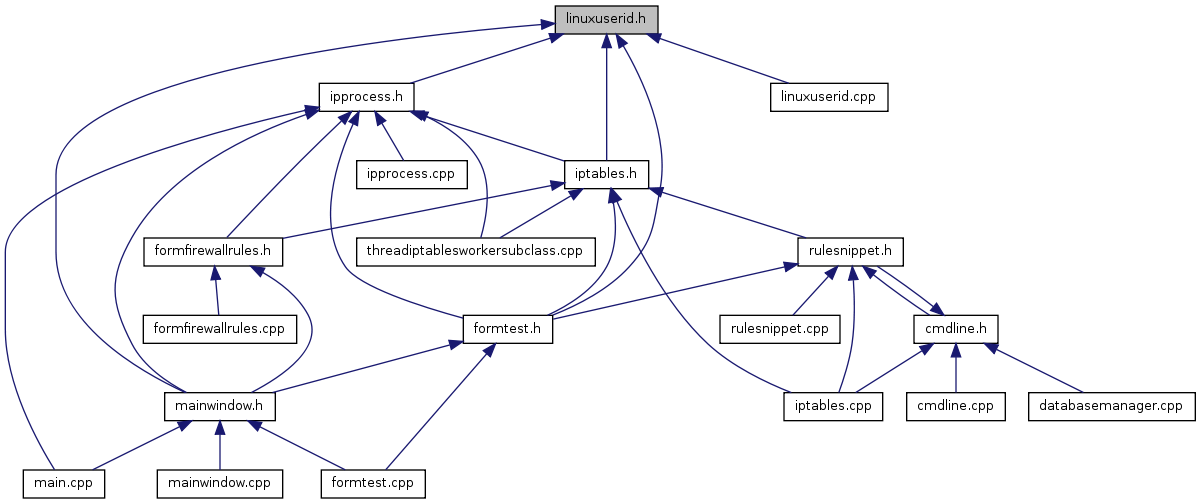 linuxuserid.h
ipprocess.h
linuxuserid.cpp
ipprocess.cpp
iptables.h
formfirewallrules.h
threadiptablesworkersubclass.cpp
rulesnippet.h
formfirewallrules.cpp
formtest.h
rulesnippet.cpp
cmdline.h
mainwindow.h
iptables.cpp
cmdline.cpp
databasemanager.cpp
main.cpp
mainwindow.cpp
formtest.cpp